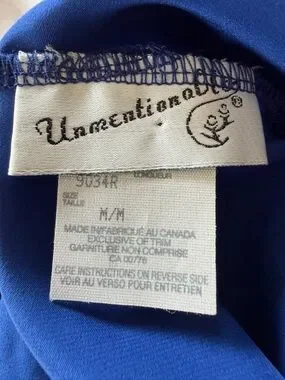 Unmentionables ®
LONGUEUR
9034R
SIZE
TAILLE
M/M
MADE IN/FABRIQUÉ AU CANADA
EXCLUSIVE OF TRIM
GARNITURE NON COMPRISE
CA 00776
CARE INSTRUCTIONS ON REVERSE SIDE
VOIR AU VERSO POUR ENTRETIEN